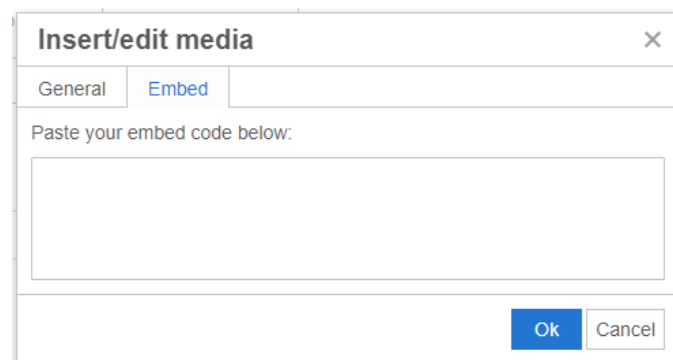 Insert/edit media
General Embed
Paste your embed code below:
Ok Cancel